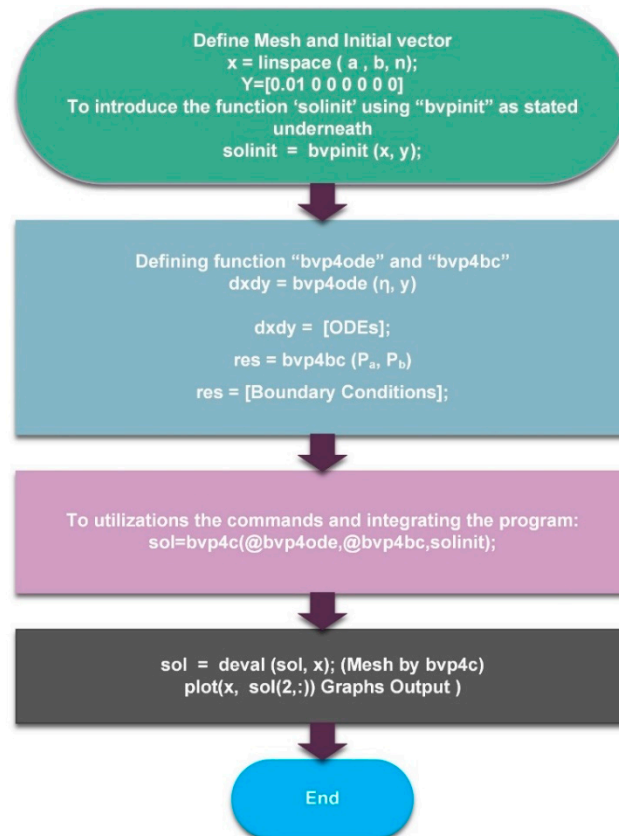 Define Mesh and Initial vector
x = linspace ( a , b, n);
Y=[0.01 0 0 0 0 0 0]
To introduce the function ‘solinit’ using “bvpinit” as stated
underneath
solinit = bvpinit (x, y);
Defining function “bvp4ode” and “bvp4bc”
dxdy = bvp4ode (η, y)
dxdy = [ODEs];
res = bvp4bc (Pₐ, P_b)
res = [Boundary Conditions];
To utilizations the commands and integrating the program:
sol=bvp4c(@bvp4ode,@bvp4bc,solinit);
sol = deval (sol, x); (Mesh by bvp4c)
plot(x, sol(2,:)) Graphs Output )
End